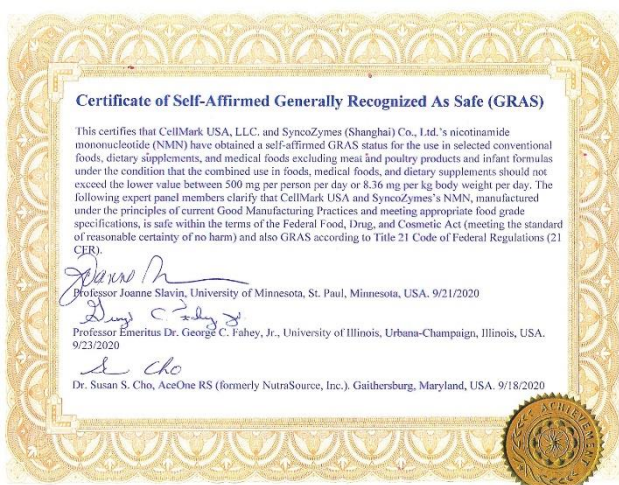 Certificate of Self-Affirmed Generally Recognized As Safe (GRAS)
This certifies that CellMark USA, LLC. and SyncoZymes (Shanghai) Co., Ltd.'s nicotinamide
mononucleotide (NMN) have obtained a self-affirmed GRAS status for the use in selected conventional
foods, dietary supplements, and medical foods excluding meat and poultry products and infant formulas
under the condition that the combined use in foods, medical foods, and dietary supplements should not
exceed the lower value between 500 mg per person per day or 8.36 mg per kg body weight per day. The
following expert panel members clarify that CellMark USA and SyncoZymes's NMN, manufactured
under the principles of current Good Manufacturing Practices and meeting appropriate food grade
specifications, is safe within the terms of the Federal Food, Drug, and Cosmetic Act (meeting the standard
of reasonable certainty of no harm) and also GRAS according to Title 21 Code of Federal Regulations (21
CFR).
Joanne
Professor Joanne Slavin, University of Minnesota, St. Paul, Minnesota, USA. 9/21/2020
George C. Fahey Jr.
Professor Emeritus Dr. George C. Fahey, Jr., University of Illinois, Urbana-Champaign, Illinois, USA.
9/23/2020
Cho
Dr. Susan S. Cho, AceOne RS (formerly NutraSource, Inc.). Gaithersburg, Maryland, USA. 9/18/2020
ACHIEVEMENT